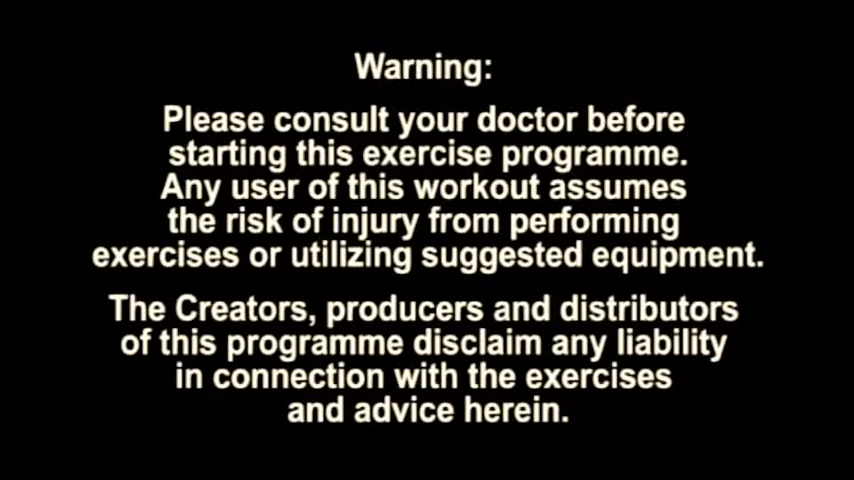 Warning:
Please consult your doctor before
starting this exercise programme.
Any user of this workout assumes
the risk of injury from performing
exercises or utilizing suggested equipment.
The Creators, producers and distributors
of this programme disclaim any liability
in connection with the exercises
and advice herein.